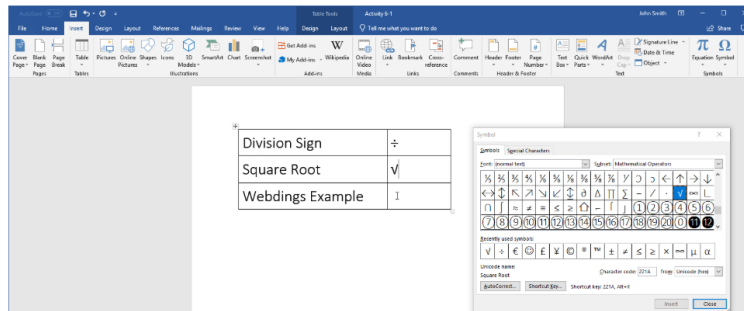 AutoSave
Table Tools
Activity 6-1
John Smith
File Home Insert Design Layout References Mailings Review View Help Design Layout Tell me what you want to do Share
Cover Page Blank Page Page Break Table Pictures Online Pictures Shapes Icons 3D Models SmartArt Chart Screenshot Get Add-ins My Add-ins Wikipedia Online Video Link Bookmark Cross-reference Comment Header Footer Page Number Text Box Quick Parts WordArt Drop Cap Signature Line Date & Time Object Equation Symbol
Pages Tables Illustrations Add-ins Media Links Comments Header & Footer Text Symbols
Division Sign ÷
Square Root √
Webdings Example
Symbol ? ×
Symbols Special Characters
Font: (normal text) Subset: Mathematical Operators
Recently used symbols:
√ ÷ € ☺ £ ¥ © ® ™ ± ≠ ≤ ≥ × ∞ µ α
Unicode name:
Square Root
Character code: 221A from: Unicode (hex)
AutoCorrect... Shortcut Key... Shortcut key: 221A, Alt+X
Insert Close